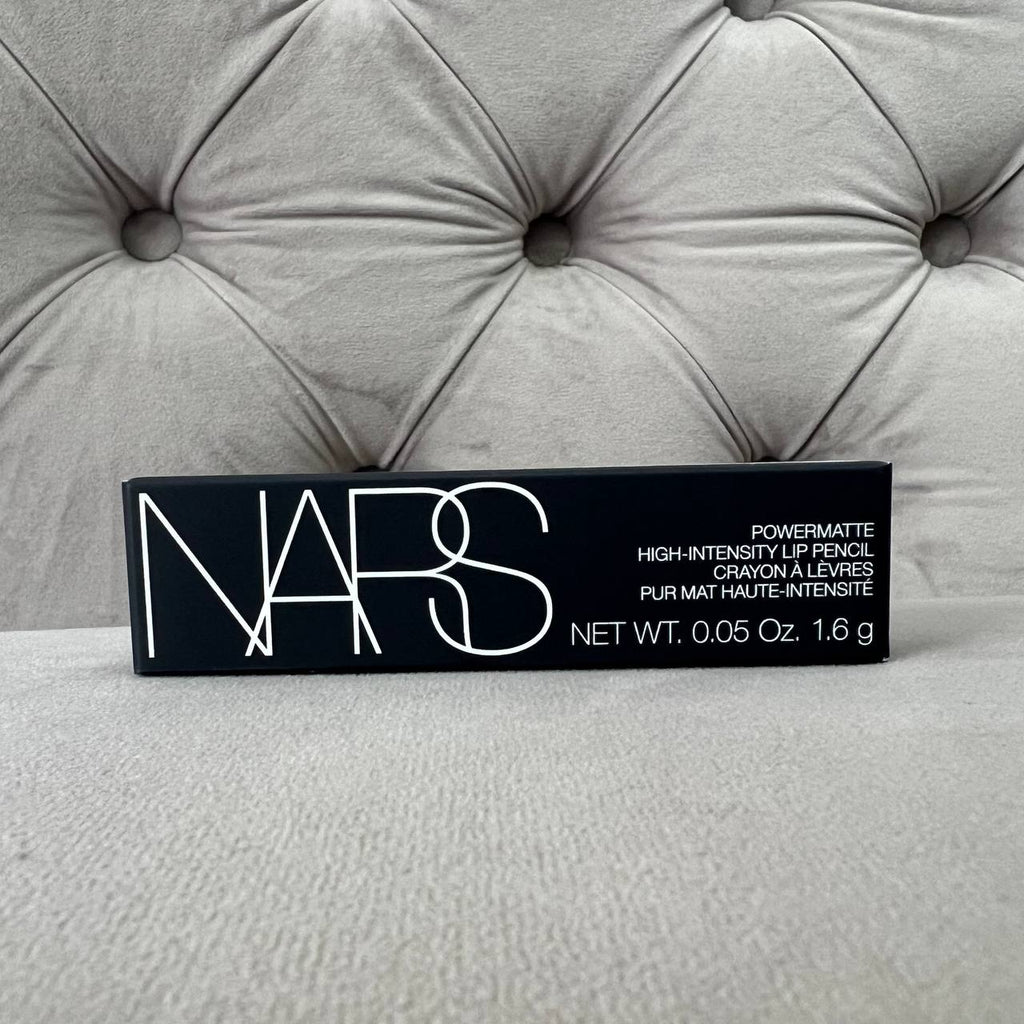 NARS
POWERMATTE
HIGH-INTENSITY LIP PENCIL
CRAYON À LÈVRES
PUR MAT HAUTE-INTENSITÉ
NET WT. 0.05 Oz. 1.6 g